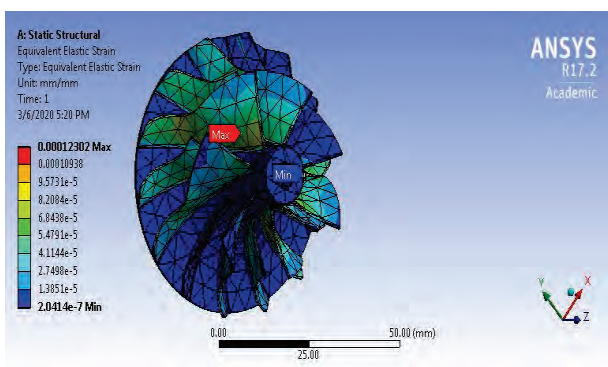 A: Static Structural
Equivalent Elastic Strain
Type: Equivalent Elastic Strain
Unit: mm/mm
Time: 1
3/6/2020 5:20 PM
0.00012302 Max
0.00010938
9.5731e-5
8.2084e-5
6.8438e-5
5.4791e-5
4.1144e-5
2.7498e-5
1.3851e-5
2.0414e-7 Min
ANSYS
R17.2
Academic
Max
Min
0.00 50.00 (mm)
25.00
Y X
Z